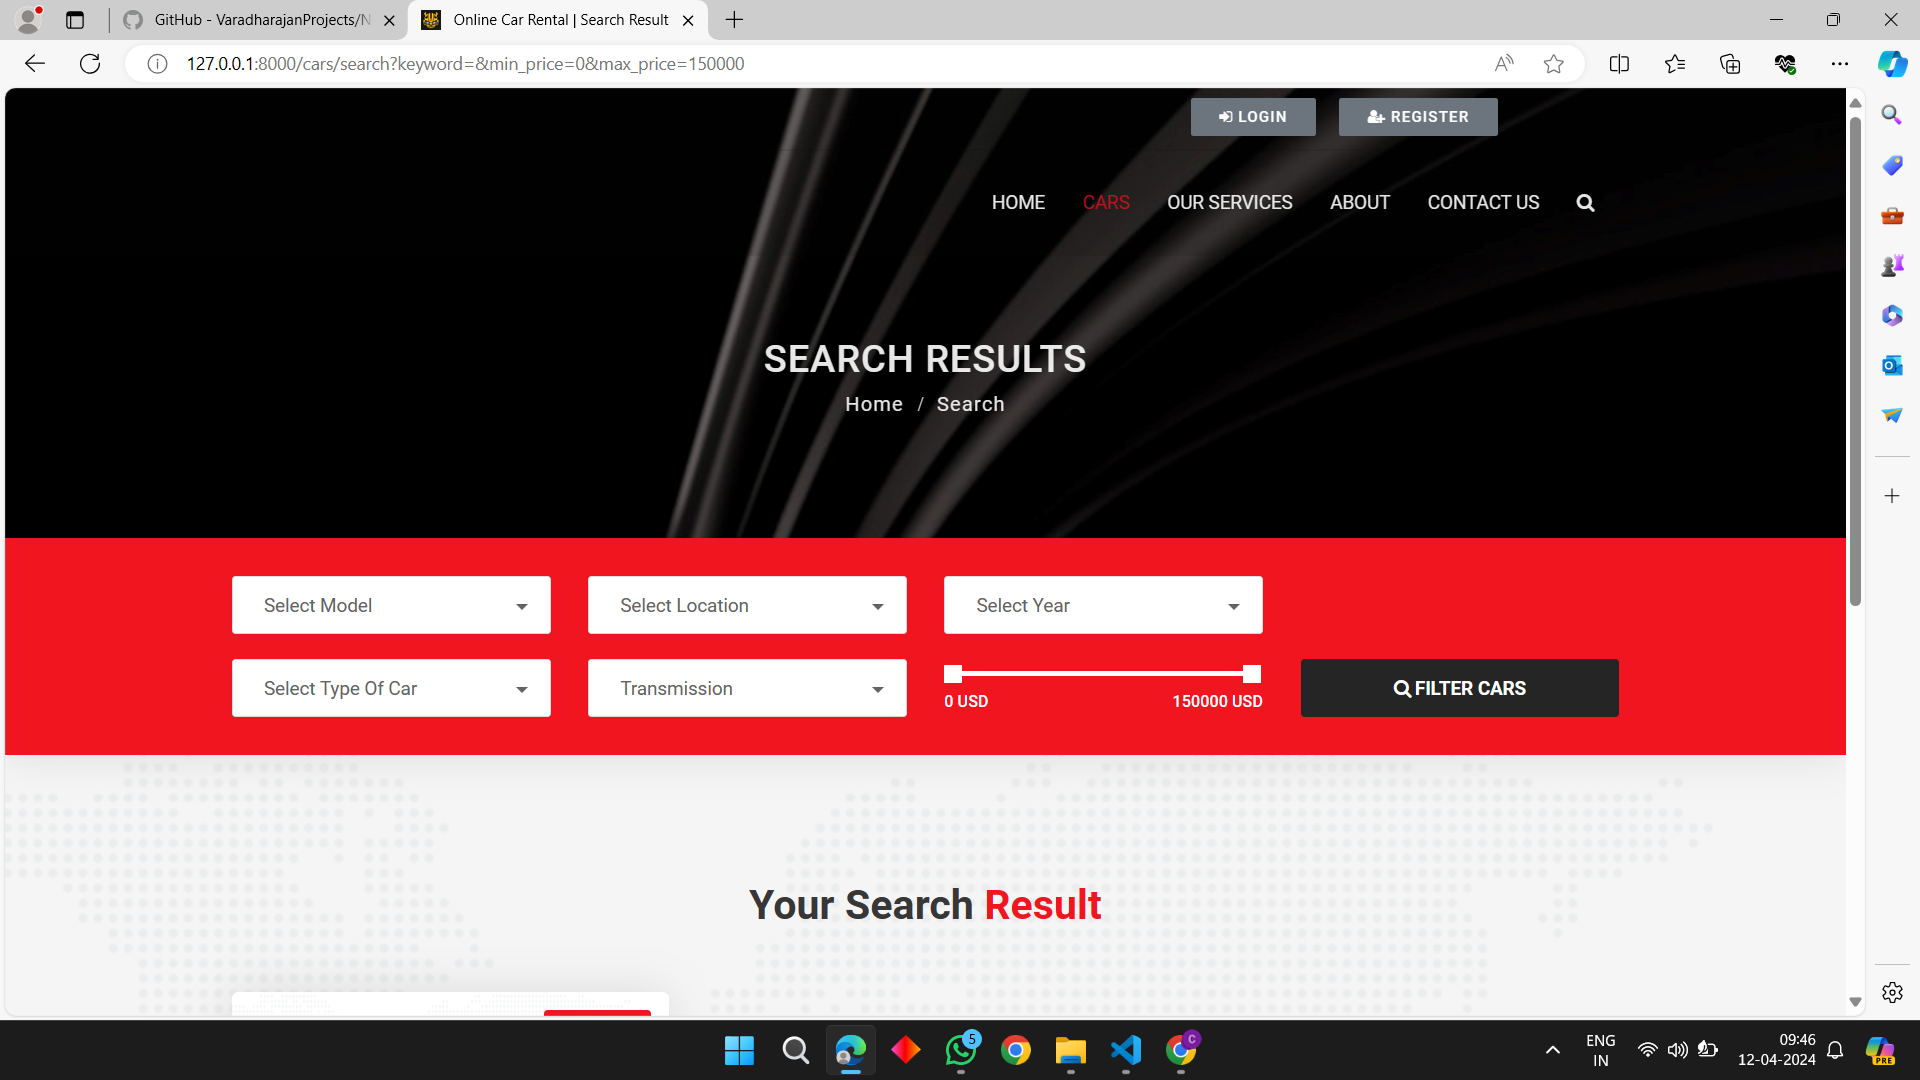 GitHub - VaradharajanProjects/N
Online Car Rental | Search Result
127.0.0.1:8000/cars/search?keyword=&min_price=0&max_price=150000
LOGIN
REGISTER
HOME
CARS
OUR SERVICES
ABOUT
CONTACT US
SEARCH RESULTS
Home / Search
Select Model
Select Location
Select Year
Select Type Of Car
Transmission
0 USD
150000 USD
FILTER CARS
Your Search Result
5
C
ENG
IN
09:46
12-04-2024
PRE